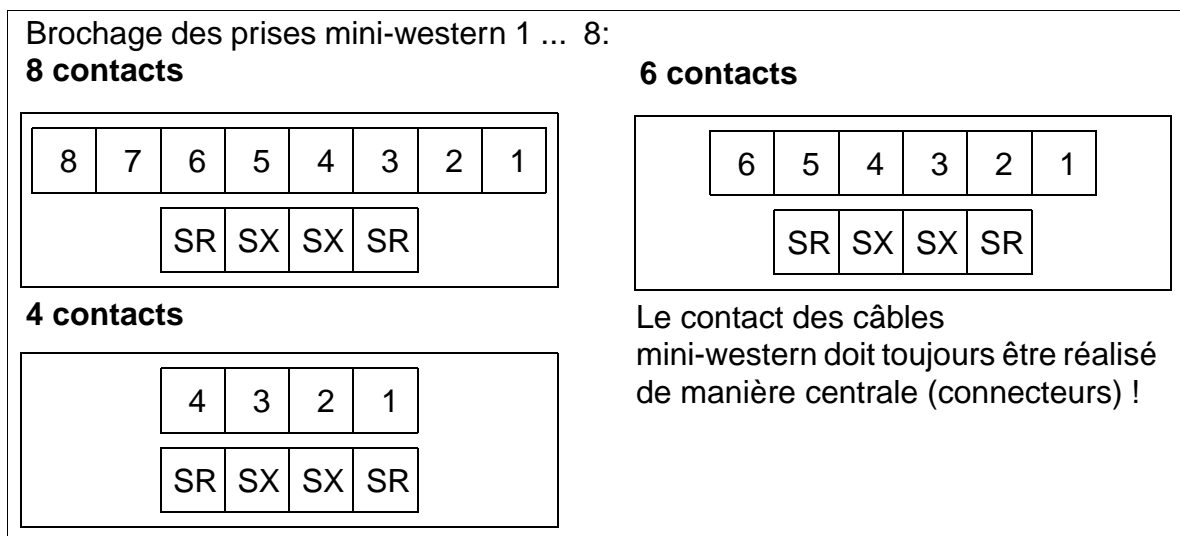 Brochage des prises mini-western 1 ... 8:
8 contacts
8 7 6 5 4 3 2 1
SR SX SX SR
6 contacts
6 5 4 3 2 1
SR SX SX SR
4 contacts
4 3 2 1
SR SX SX SR
Le contact des câbles
mini-western doit toujours être réalisé
de manière centrale (connecteurs) !